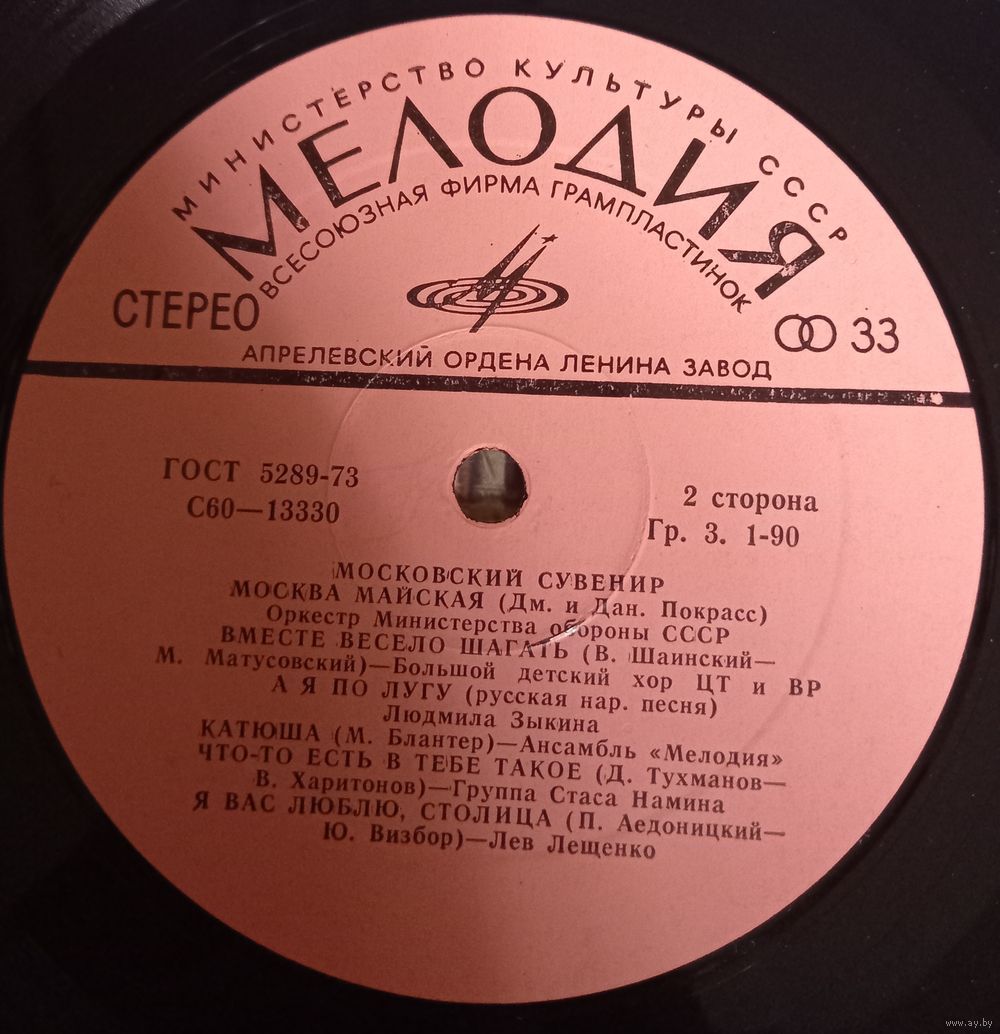 МИНИСТЕРСТВО КУЛЬТУРЫ СССР
МЕЛОДИЯ
ВСЕСОЮЗНАЯ ФИРМА ГРАМПЛАСТИНОК
СТЕРЕО
33
АПРЕЛЕВСКИЙ ОРДЕНА ЛЕНИНА ЗАВОД
ГОСТ 5289-73
С60—13330
2 сторона
Гр. 3. 1-90
МОСКОВСКИЙ СУВЕНИР
МОСКВА МАЙСКАЯ (Дм. и Дан. Покрасс)
Оркестр Министерства обороны СССР
ВМЕСТЕ ВЕСЕЛО ШАГАТЬ (В. Шаинский—
М. Матусовский)—Большой детский хор ЦТ и ВР
А Я ПО ЛУГУ (русская нар. песня)
Людмила Зыкина
КАТЮША (М. Блантер)—Ансамбль «Мелодия»
ЧТО-ТО ЕСТЬ В ТЕБЕ ТАКОЕ (Д. Тухманов—
В. Харитонов)—Группа Стаса Намина
Я ВАС ЛЮБЛЮ, СТОЛИЦА (П. Аедоницкий—
Ю. Визбор)—Лев Лещенко
www.ay.by